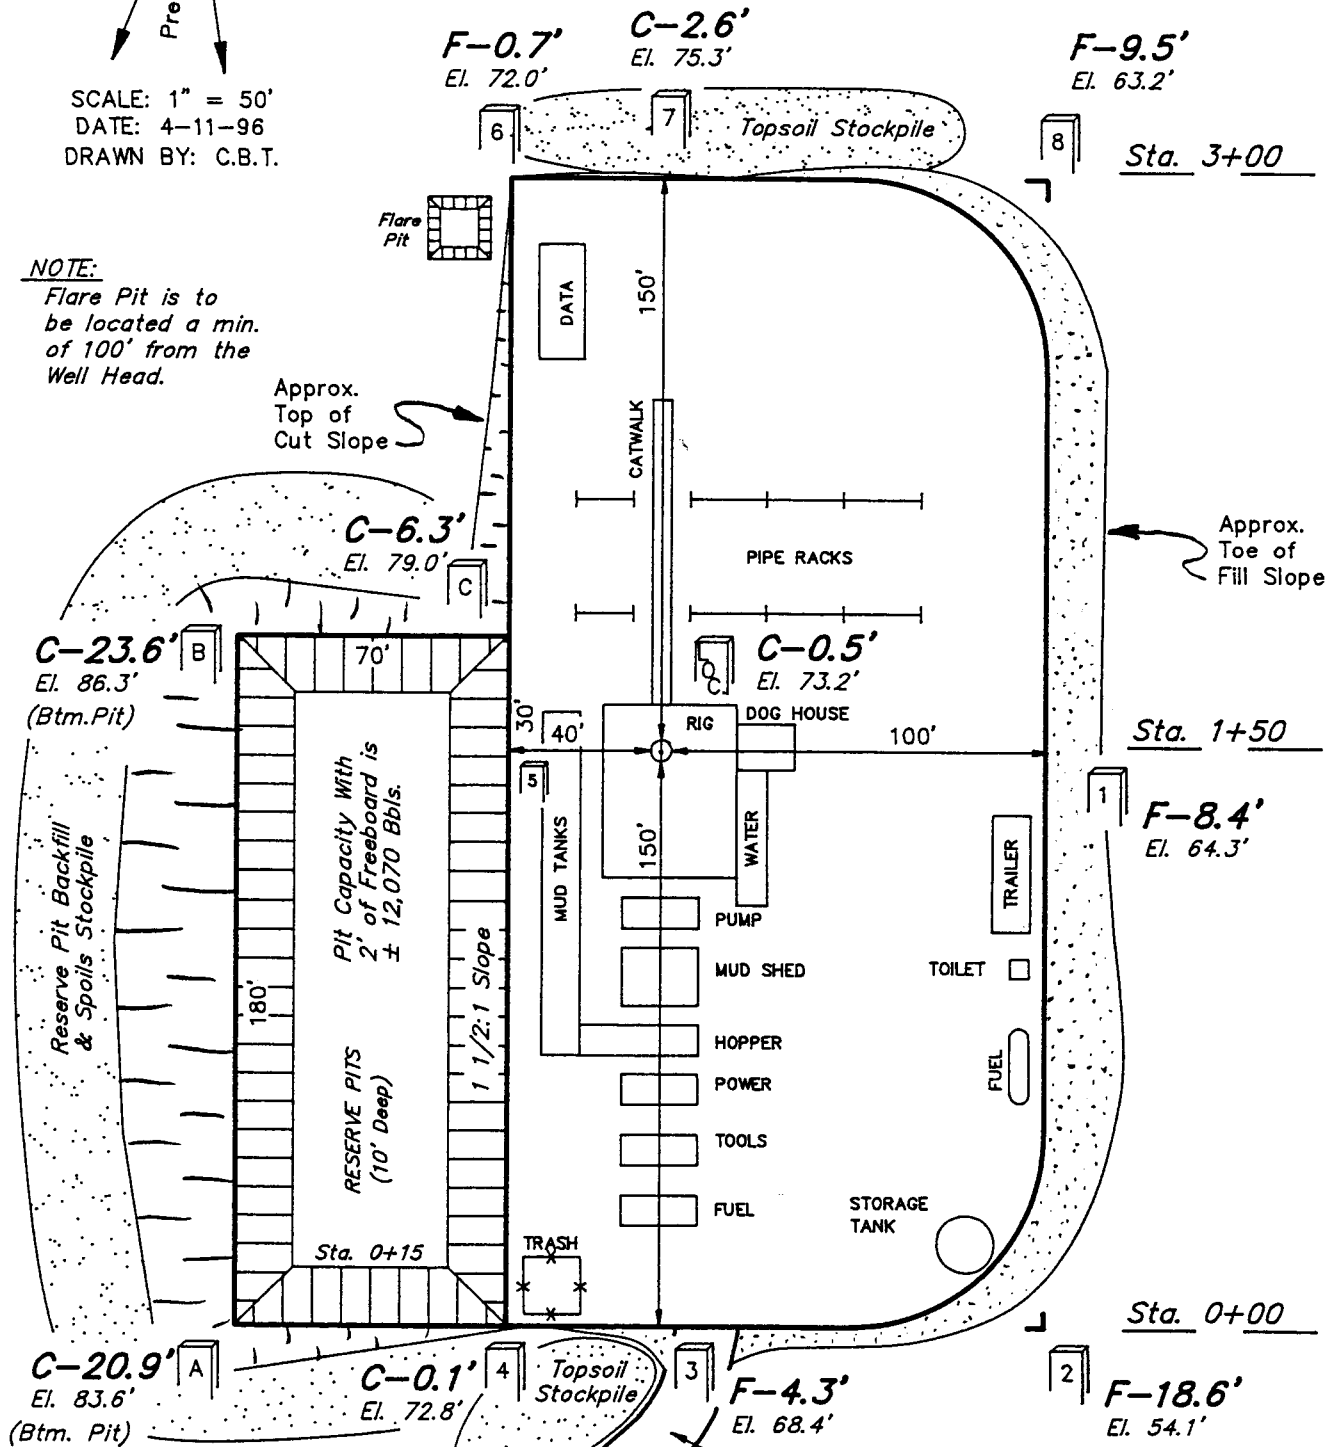 Pre
SCALE: 1" = 50'
DATE: 4-11-96
DRAWN BY: C.B.T.
F-0.7'
El. 72.0'
C-2.6'
El. 75.3'
F-9.5'
El. 63.2'
6
7
8
Topsoil Stockpile
Sta. 3+00
Flare
Pit
NOTE:
Flare Pit is to
be located a min.
of 100' from the
Well Head.
DATA
150'
Approx.
Top of
Cut Slope
CATWALK
C-6.3'
El. 79.0'
C
PIPE RACKS
Approx.
Toe of
Fill Slope
C-23.6'
El. 86.3'
(Btm.Pit)
B
70'
LOC.
C-0.5'
El. 73.2'
30'
40'
RIG
DOG HOUSE
100'
Sta. 1+50
5
1
F-8.4'
El. 64.3'
Reserve Pit Backfill
& Spoils Stockpile
Pit Capacity With
2' of Freeboard is
± 12,070 Bbls.
MUD TANKS
150'
WATER
TRAILER
PUMP
180'
1 1/2:1 Slope
MUD SHED
TOILET
HOPPER
RESERVE PITS
(10' Deep)
POWER
FUEL
TOOLS
FUEL
STORAGE
TANK
Sta. 0+15
TRASH
Sta. 0+00
C-20.9'
El. 83.6'
(Btm. Pit)
A
C-0.1'
El. 72.8'
4
Topsoil
Stockpile
3
F-4.3'
El. 68.4'
2
F-18.6'
El. 54.1'